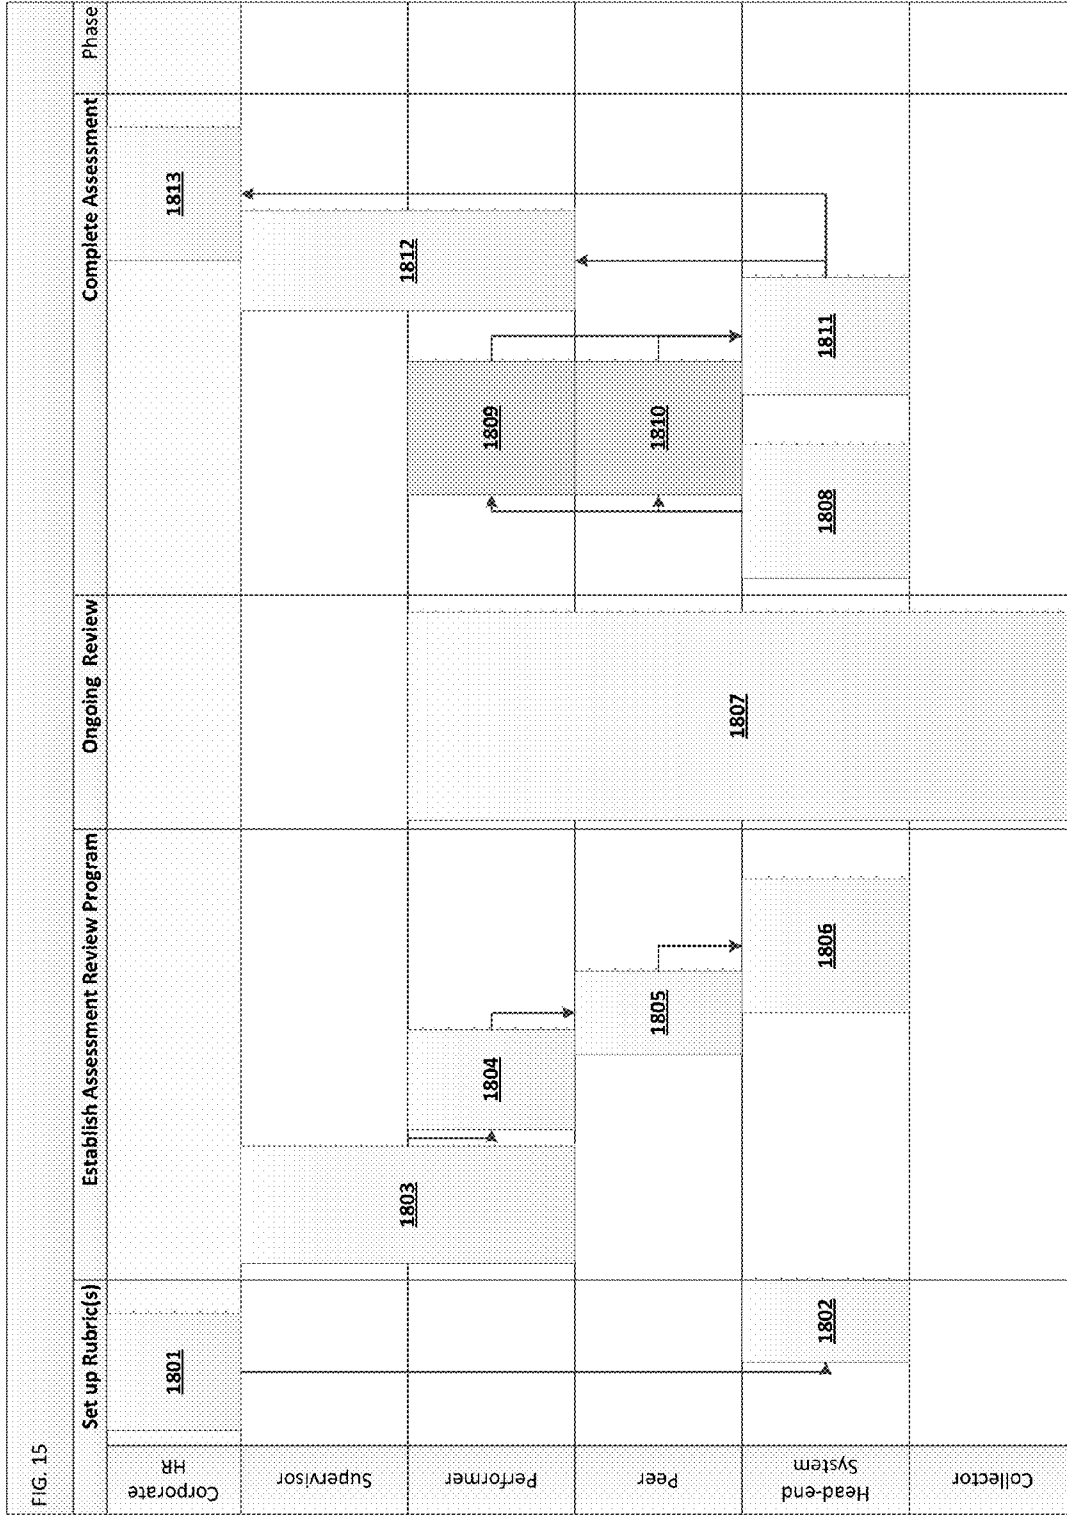 FIG. 15
Set up Rubric(s)
Establish Assessment Review Program
Ongoing Review
Complete Assessment
Phase
Corporate
HR
1801
1813
Supervisor
1803
1812
Performer
1804
1809
Peer
1805
1807
1810
Head-end
System
1802
1806
1808
1811
Collector